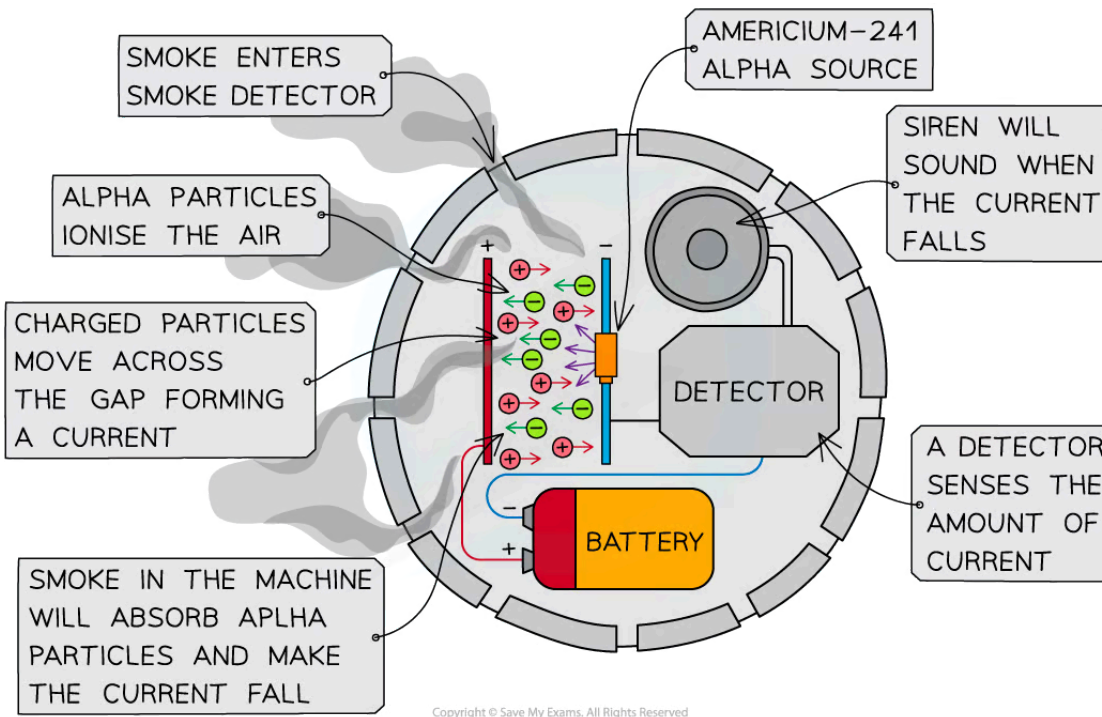 SMOKE ENTERS
SMOKE DETECTOR
AMERICIUM-241
ALPHA SOURCE
SIREN WILL
SOUND WHEN
THE CURRENT
FALLS
ALPHA PARTICLES
IONISE THE AIR
CHARGED PARTICLES
MOVE ACROSS
THE GAP FORMING
A CURRENT
+
−
+
−
−
+
+
−
−
+
+
−
−
+
+
−
DETECTOR
A DETECTOR
SENSES THE
AMOUNT OF
CURRENT
−
+
BATTERY
SMOKE IN THE MACHINE
WILL ABSORB APLHA
PARTICLES AND MAKE
THE CURRENT FALL
Copyright © Save My Exams. All Rights Reserved